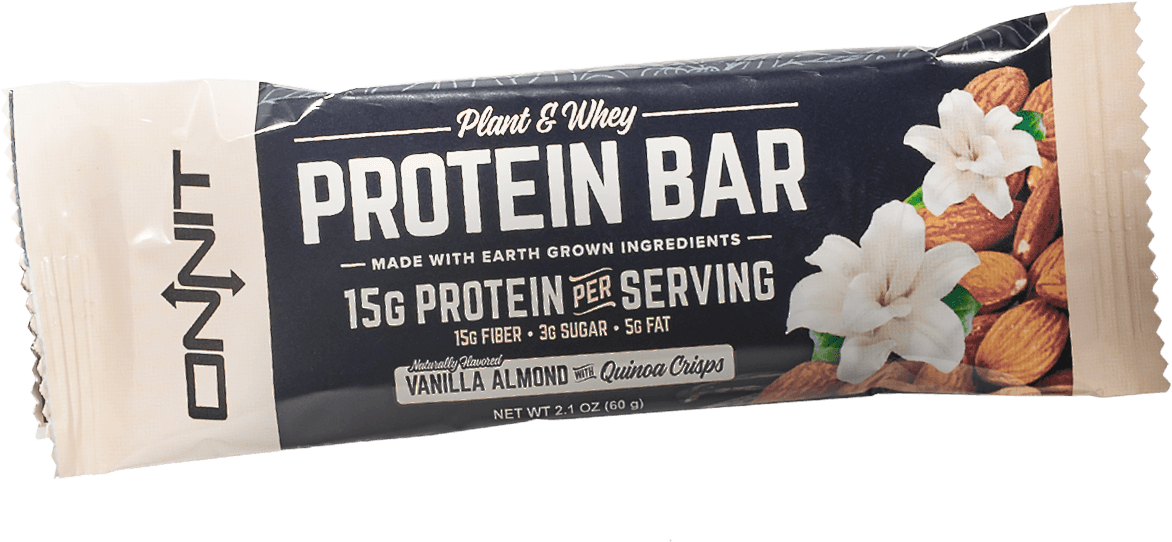 ONNIT
Plant & Whey
PROTEIN BAR
MADE WITH EARTH GROWN INGREDIENTS
15G PROTEIN PER SERVING
15G FIBER • 3G SUGAR • 5G FAT
Naturally Flavored
VANILLA ALMOND WITH Quinoa Crisps
NET WT 2.1 OZ (60 g)